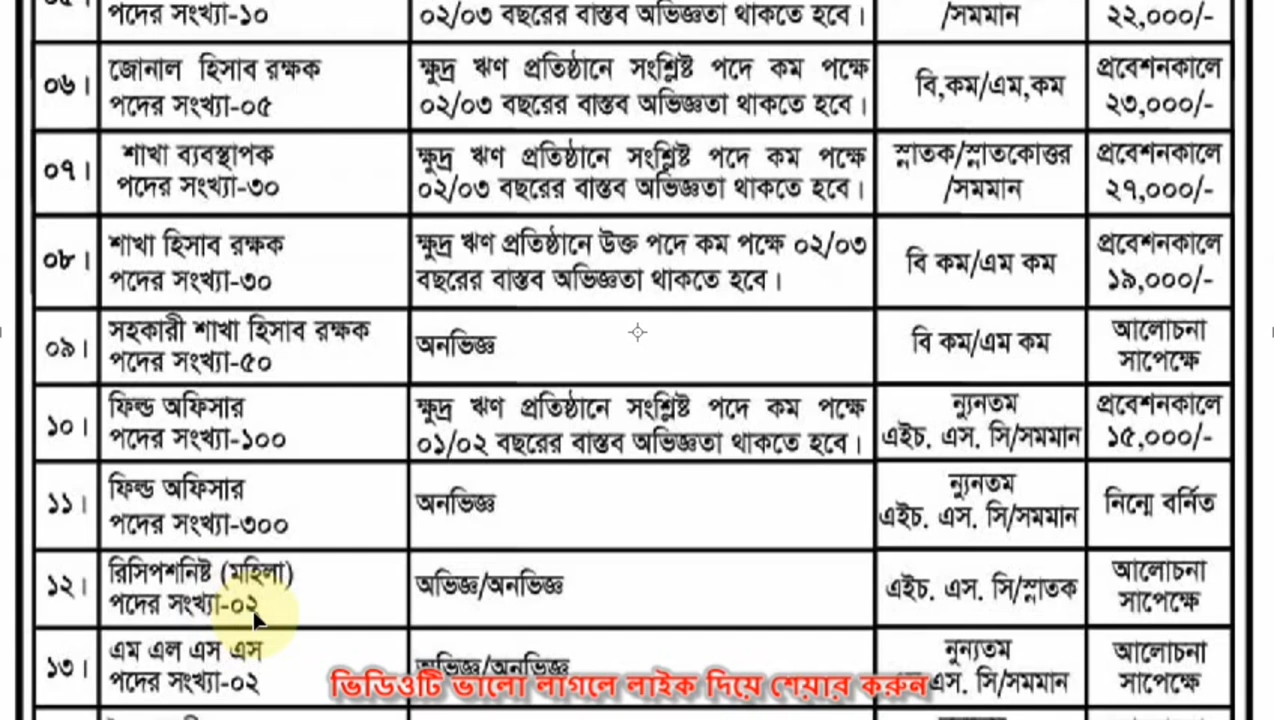 পদের সংখ্যা-১০
০২/০৩ বছরের বাস্তব অভিজ্ঞতা থাকতে হবে।
/সমমান
২২,০০০/-
০৬।
জোনাল হিসাব রক্ষক
পদের সংখ্যা-০৫
ক্ষুদ্র ঋণ প্রতিষ্ঠানে সংশ্লিষ্ট পদে কম পক্ষে
০২/০৩ বছরের বাস্তব অভিজ্ঞতা থাকতে হবে।
বি,কম/এম,কম
প্রবেশনকালে
২৩,০০০/-
০৭।
শাখা ব্যবস্থাপক
পদের সংখ্যা-৩০
ক্ষুদ্র ঋণ প্রতিষ্ঠানে সংশ্লিষ্ট পদে কম পক্ষে
০২/০৩ বছরের বাস্তব অভিজ্ঞতা থাকতে হবে।
স্নাতক/স্নাতকোত্তর
/সমমান
প্রবেশনকালে
২৭,০০০/-
০৮।
শাখা হিসাব রক্ষক
পদের সংখ্যা-৩০
ক্ষুদ্র ঋণ প্রতিষ্ঠানে উক্ত পদে কম পক্ষে ০২/০৩
বছরের বাস্তব অভিজ্ঞতা থাকতে হবে।
বি কম/এম কম
প্রবেশনকালে
১৯,০০০/-
০৯।
সহকারী শাখা হিসাব রক্ষক
পদের সংখ্যা-৫০
অনভিজ্ঞ
বি কম/এম কম
আলোচনা
সাপেক্ষে
১০।
ফিল্ড অফিসার
পদের সংখ্যা-১০০
ক্ষুদ্র ঋণ প্রতিষ্ঠানে সংশ্লিষ্ট পদে কম পক্ষে
০১/০২ বছরের বাস্তব অভিজ্ঞতা থাকতে হবে।
ন্যুনতম
এইচ. এস. সি/সমমান
প্রবেশনকালে
১৫,০০০/-
১১।
ফিল্ড অফিসার
পদের সংখ্যা-৩০০
অনভিজ্ঞ
ন্যুনতম
এইচ. এস. সি/সমমান
নিন্মে বর্নিত
১২।
রিসিপশনিষ্ট (মহিলা)
পদের সংখ্যা-০২
অভিজ্ঞ/অনভিজ্ঞ
এইচ. এস. সি/স্নাতক
আলোচনা
সাপেক্ষে
১৩।
এম এল এস এস
পদের সংখ্যা-০২
অভিজ্ঞ/অনভিজ্ঞ
নুন্যতম
এস. সি/সমমান
আলোচনা
সাপেক্ষে
ভিডিওটি ভালো লাগলে লাইক দিয়ে শেয়ার করুন